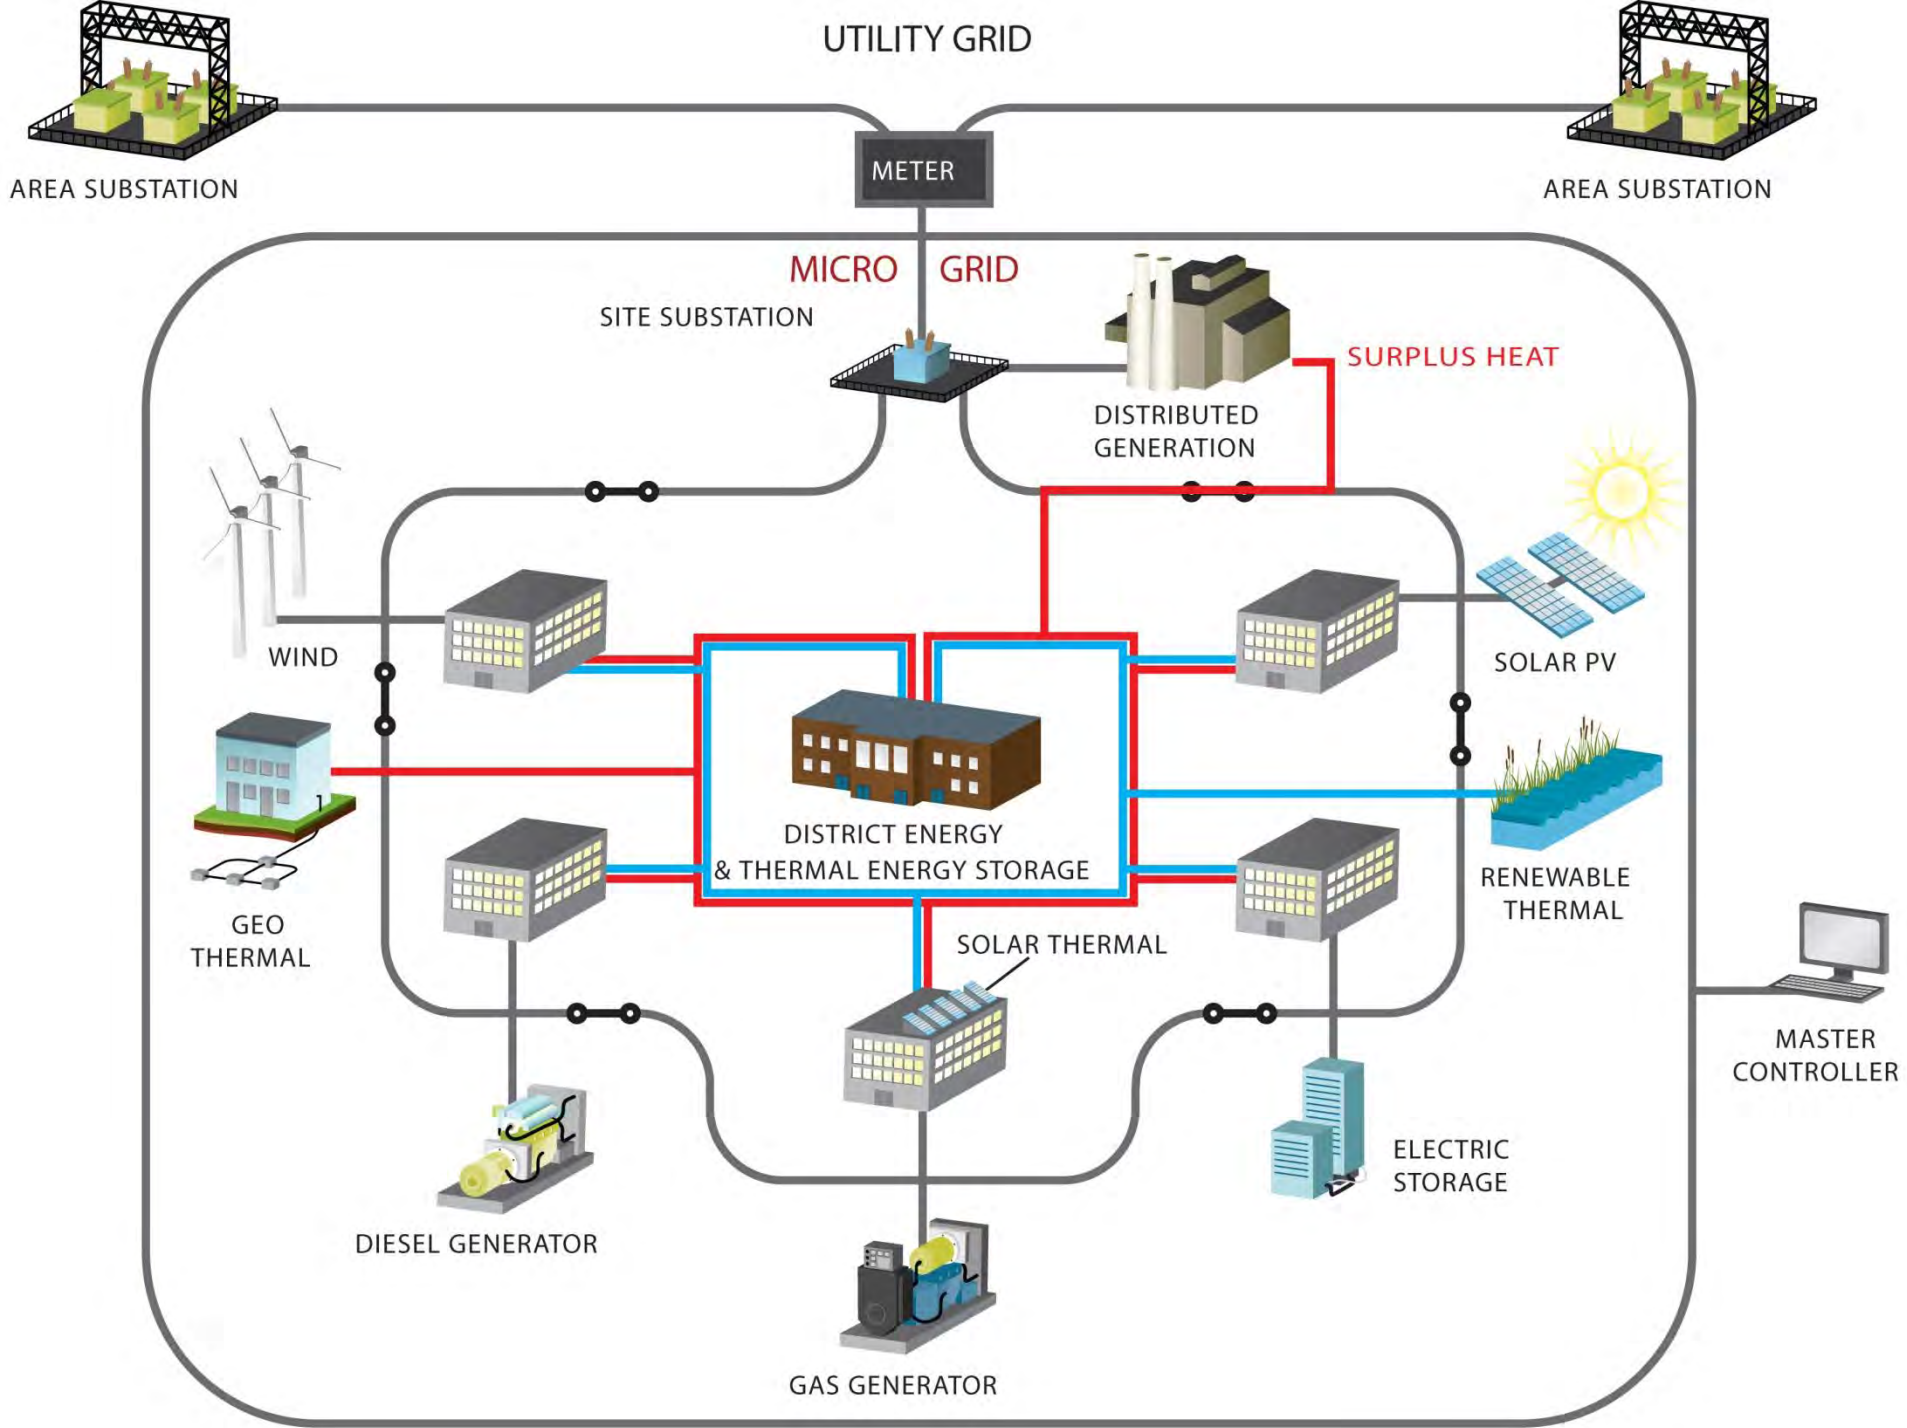 UTILITY GRID
AREA SUBSTATION
METER
AREA SUBSTATION
MICRO GRID
SITE SUBSTATION
SURPLUS HEAT
DISTRIBUTED
GENERATION
WIND
SOLAR PV
DISTRICT ENERGY
& THERMAL ENERGY STORAGE
GEO
THERMAL
RENEWABLE
THERMAL
SOLAR THERMAL
MASTER
CONTROLLER
ELECTRIC
STORAGE
DIESEL GENERATOR
GAS GENERATOR